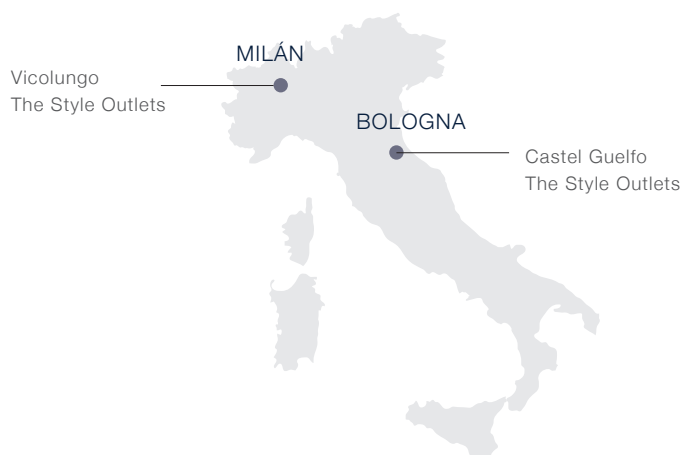 MILÁN
Vicolungo
The Style Outlets
BOLOGNA
Castel Guelfo
The Style Outlets